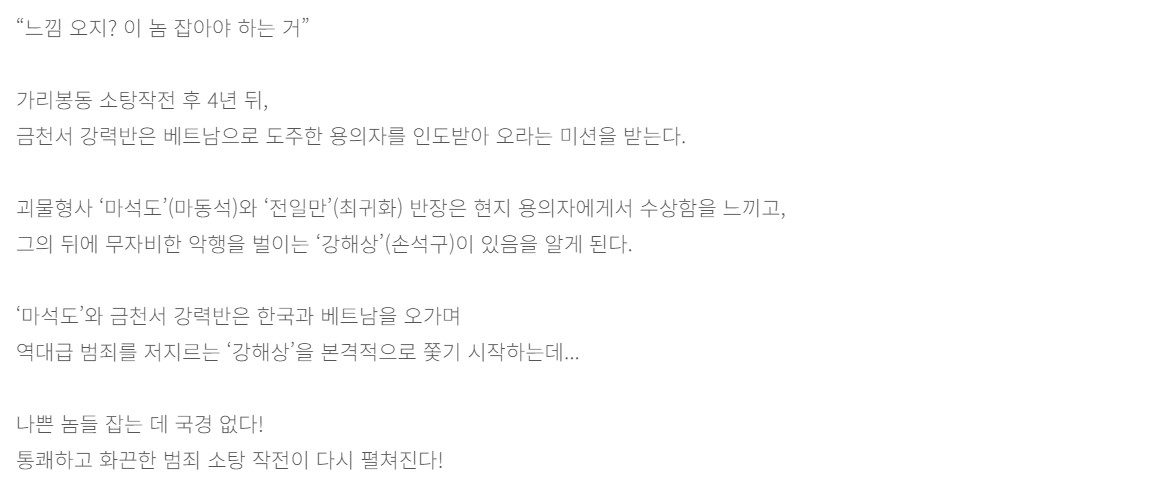 “느낌 오지? 이 놈 잡아야 하는 거”
가리봉동 소탕작전 후 4년 뒤,
금천서 강력반은 베트남으로 도주한 용의자를 인도받아 오라는 미션을 받는다.
괴물형사 ‘마석도’(마동석)와 ‘전일만’(최귀화) 반장은 현지 용의자에게서 수상함을 느끼고,
그의 뒤에 무자비한 악행을 벌이는 ‘강해상’(손석구)이 있음을 알게 된다.
‘마석도’와 금천서 강력반은 한국과 베트남을 오가며
역대급 범죄를 저지르는 ‘강해상’을 본격적으로 쫓기 시작하는데...
나쁜 놈들 잡는 데 국경 없다!
통쾌하고 화끈한 범죄 소탕 작전이 다시 펼쳐진다!